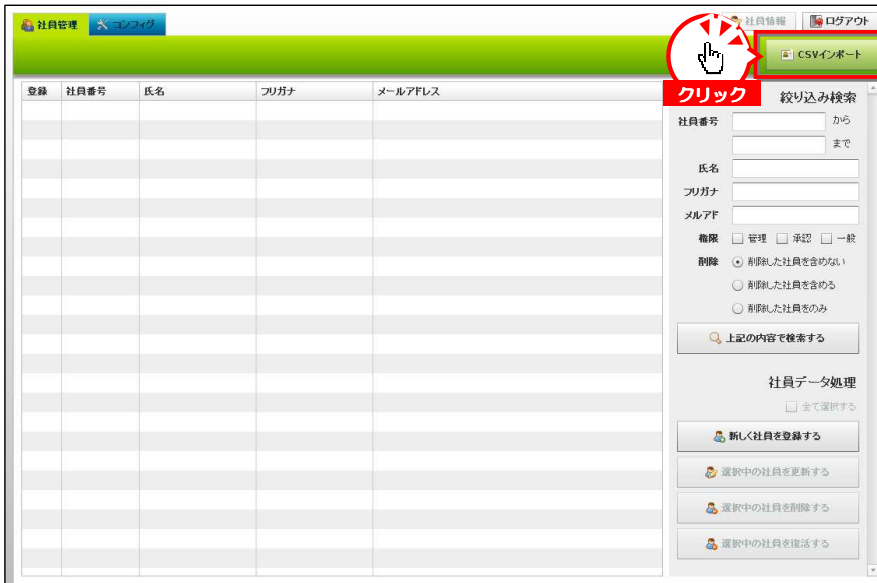 社員管理 コンフィグ 社員情報 ログアウト
CSVインポート
クリック
登録 社員番号 氏名 フリガナ メールアドレス
絞り込み検索
社員番号 から
まで
氏名
フリガナ
メルアド
権限 管理 承認 一般
削除 削除した社員を含めない
削除した社員を含める
削除した社員をのみ
上記の内容で検索する
社員データ処理
全て選択する
新しく社員を登録する
選択中の社員を更新する
選択中の社員を削除する
選択中の社員を復活する